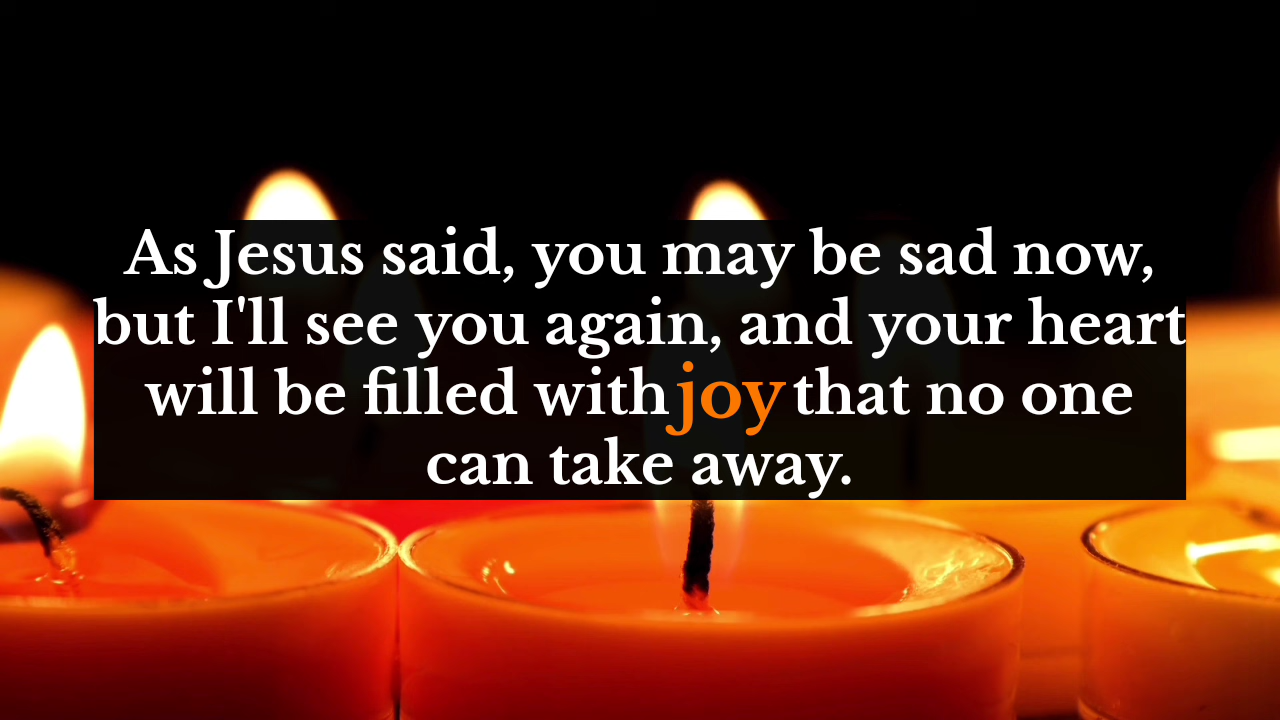 As Jesus said, you may be sad now,
but I'll see you again, and your heart
will be filled with joy that no one
can take away.